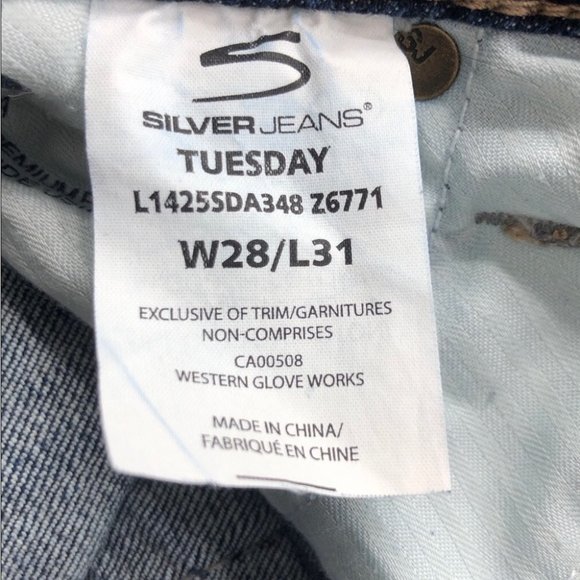 SILVER JEANS®
TUESDAY
L1425SDA348 Z6771
W28/L31
EXCLUSIVE OF TRIM/GARNITURES
NON-COMPRISES
CA00508
WESTERN GLOVE WORKS
MADE IN CHINA/
FABRIQUÉ EN CHINE